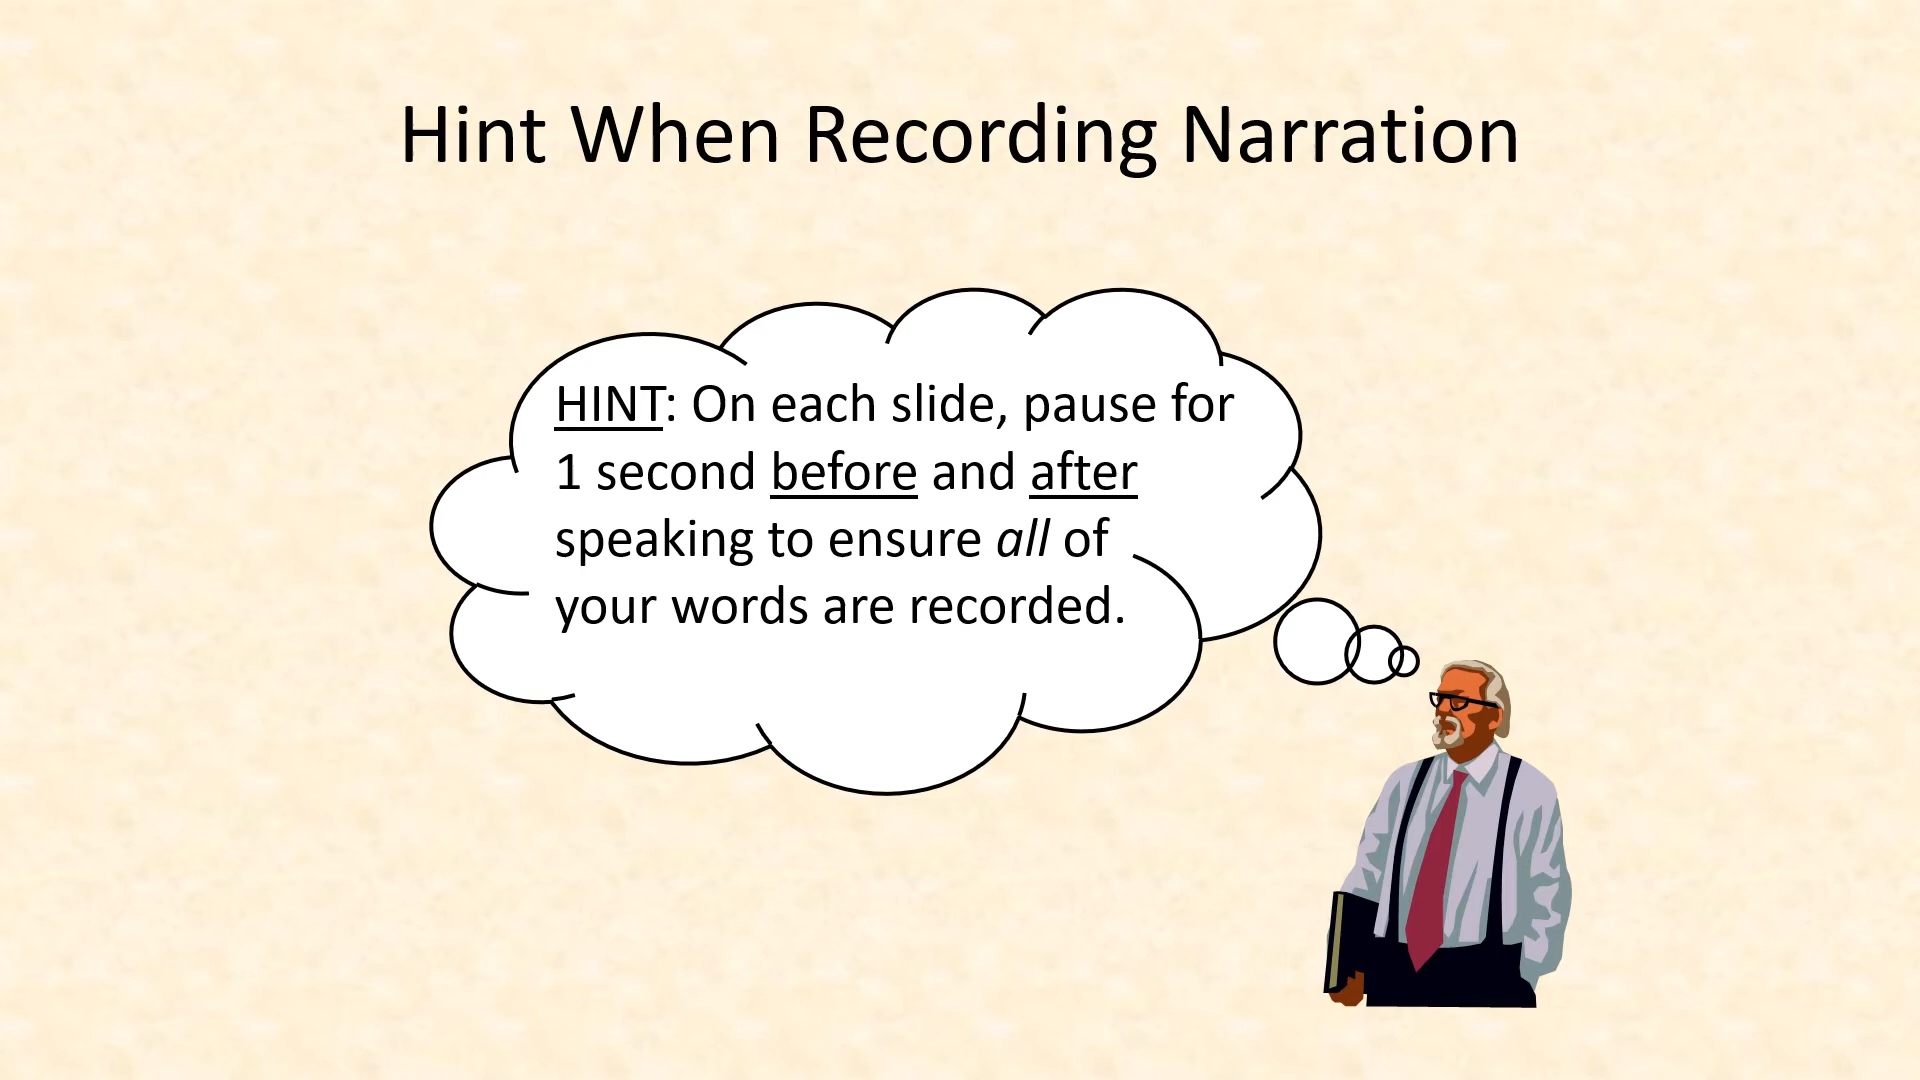 Hint When Recording Narration
HINT: On each slide, pause for
1 second before and after
speaking to ensure all of
your words are recorded.